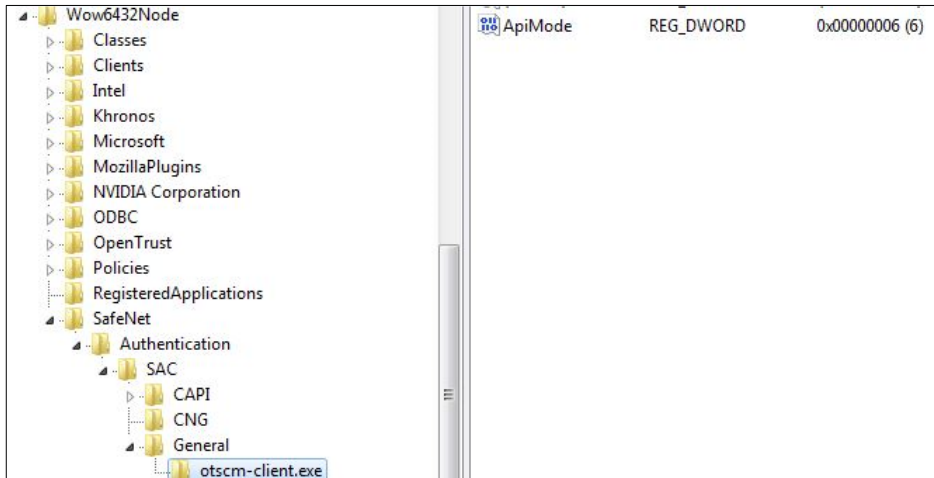 Wow6432Node
Classes
Clients
Intel
Khronos
Microsoft
MozillaPlugins
NVIDIA Corporation
ODBC
OpenTrust
Policies
RegisteredApplications
SafeNet
Authentication
SAC
CAPI
CNG
General
otscm-client.exe
ApiMode REG_DWORD 0x00000006 (6)